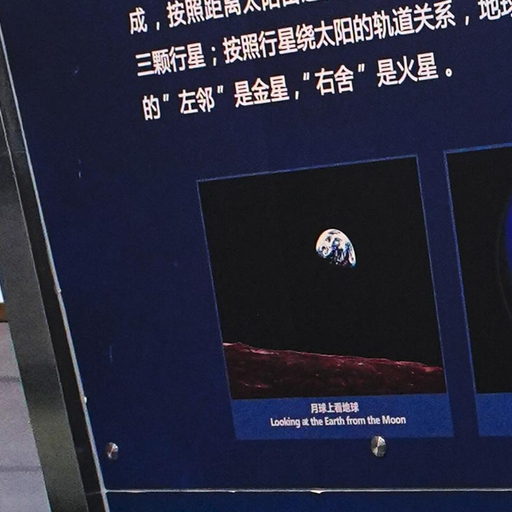 成，按照距离太阳由
三颗行星；按照行星绕太阳的轨道关系，地球
的“左邻”是金星，“右舍”是火星。
月球上看地球
Looking at the Earth from the Moon